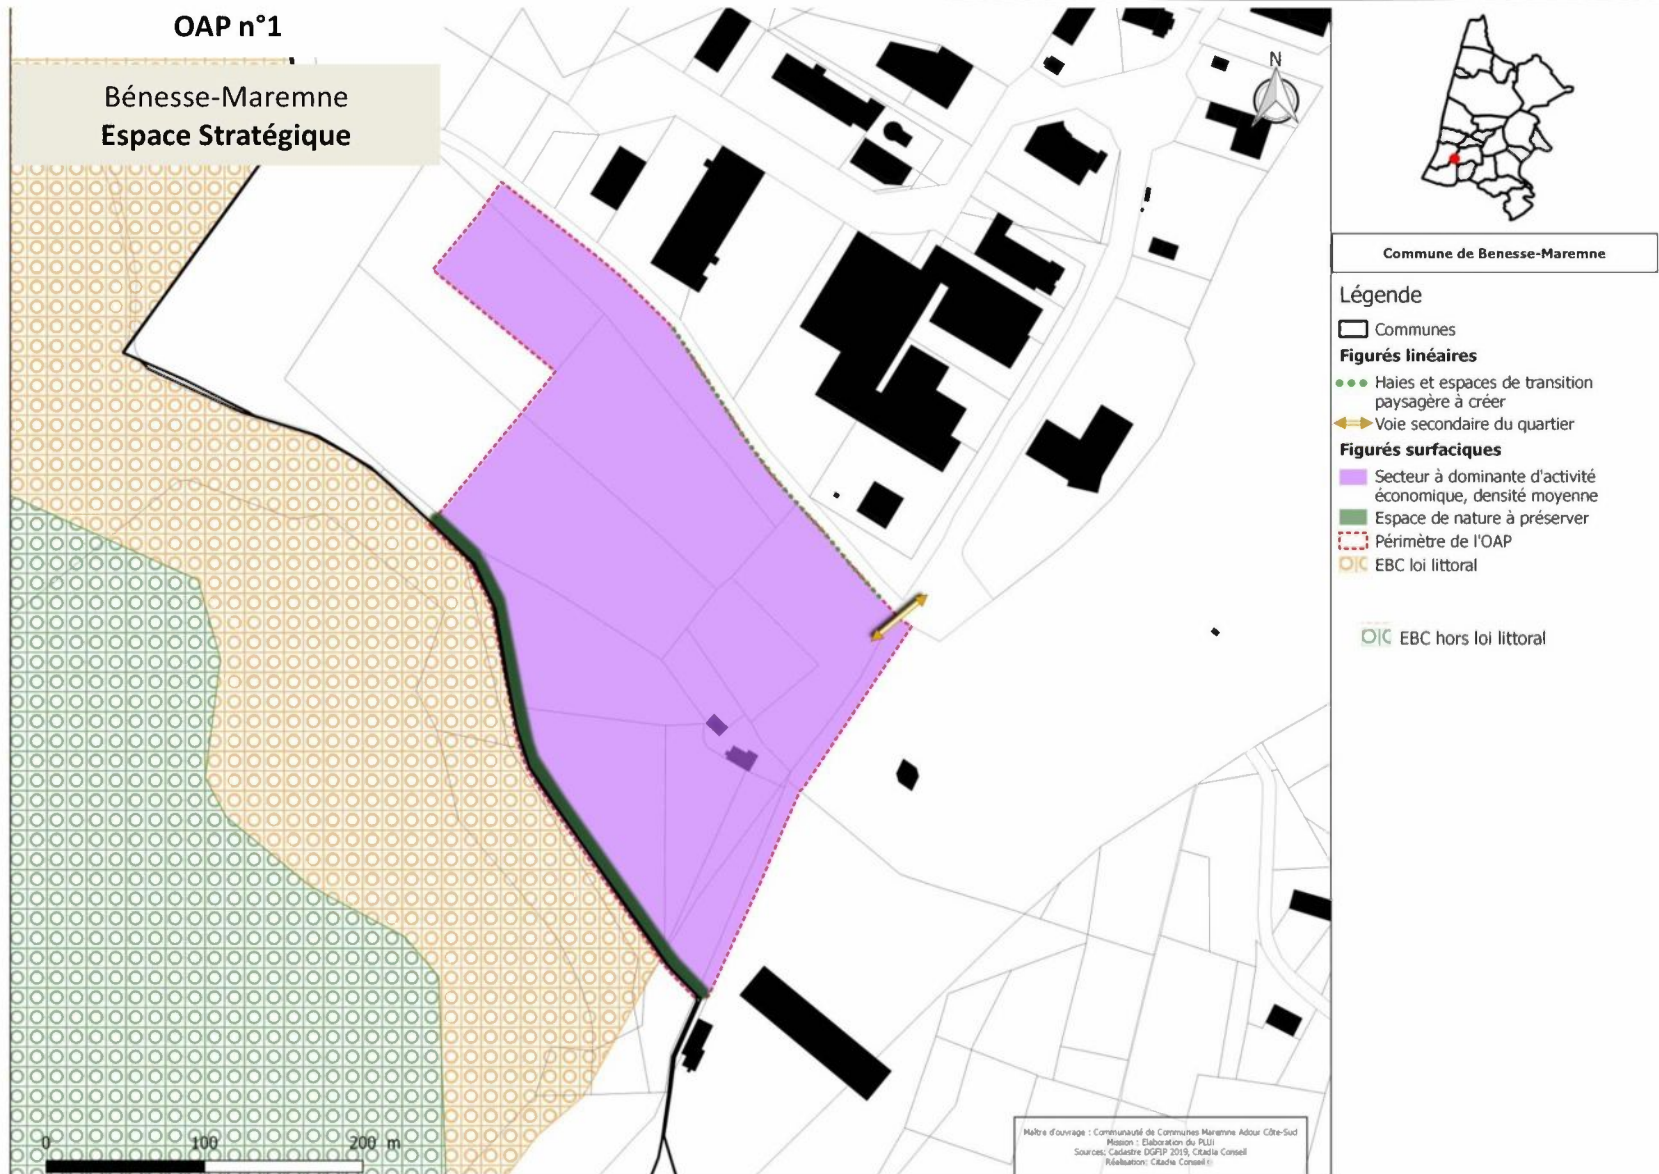 OAP n°1
Bénesse-Maremne
Espace Stratégique
N
Commune de Benesse-Maremne
Légende
Communes
Figurés linéaires
Haies et espaces de transition
paysagère à créer
Voie secondaire du quartier
Figurés surfaciques
Secteur à dominante d'activité
économique, densité moyenne
Espace de nature à préserver
Périmètre de l'OAP
EBC loi littoral
EBC hors loi littoral
0 100 200 m
Maître d'ouvrage : Communauté de Communes Maremne Adour Côte-Sud
Mission : Elaboration du PLUi
Sources: Cadastre DGFIP 2019, Citadia Conseil
Réalisation: Citadia Conseil ©